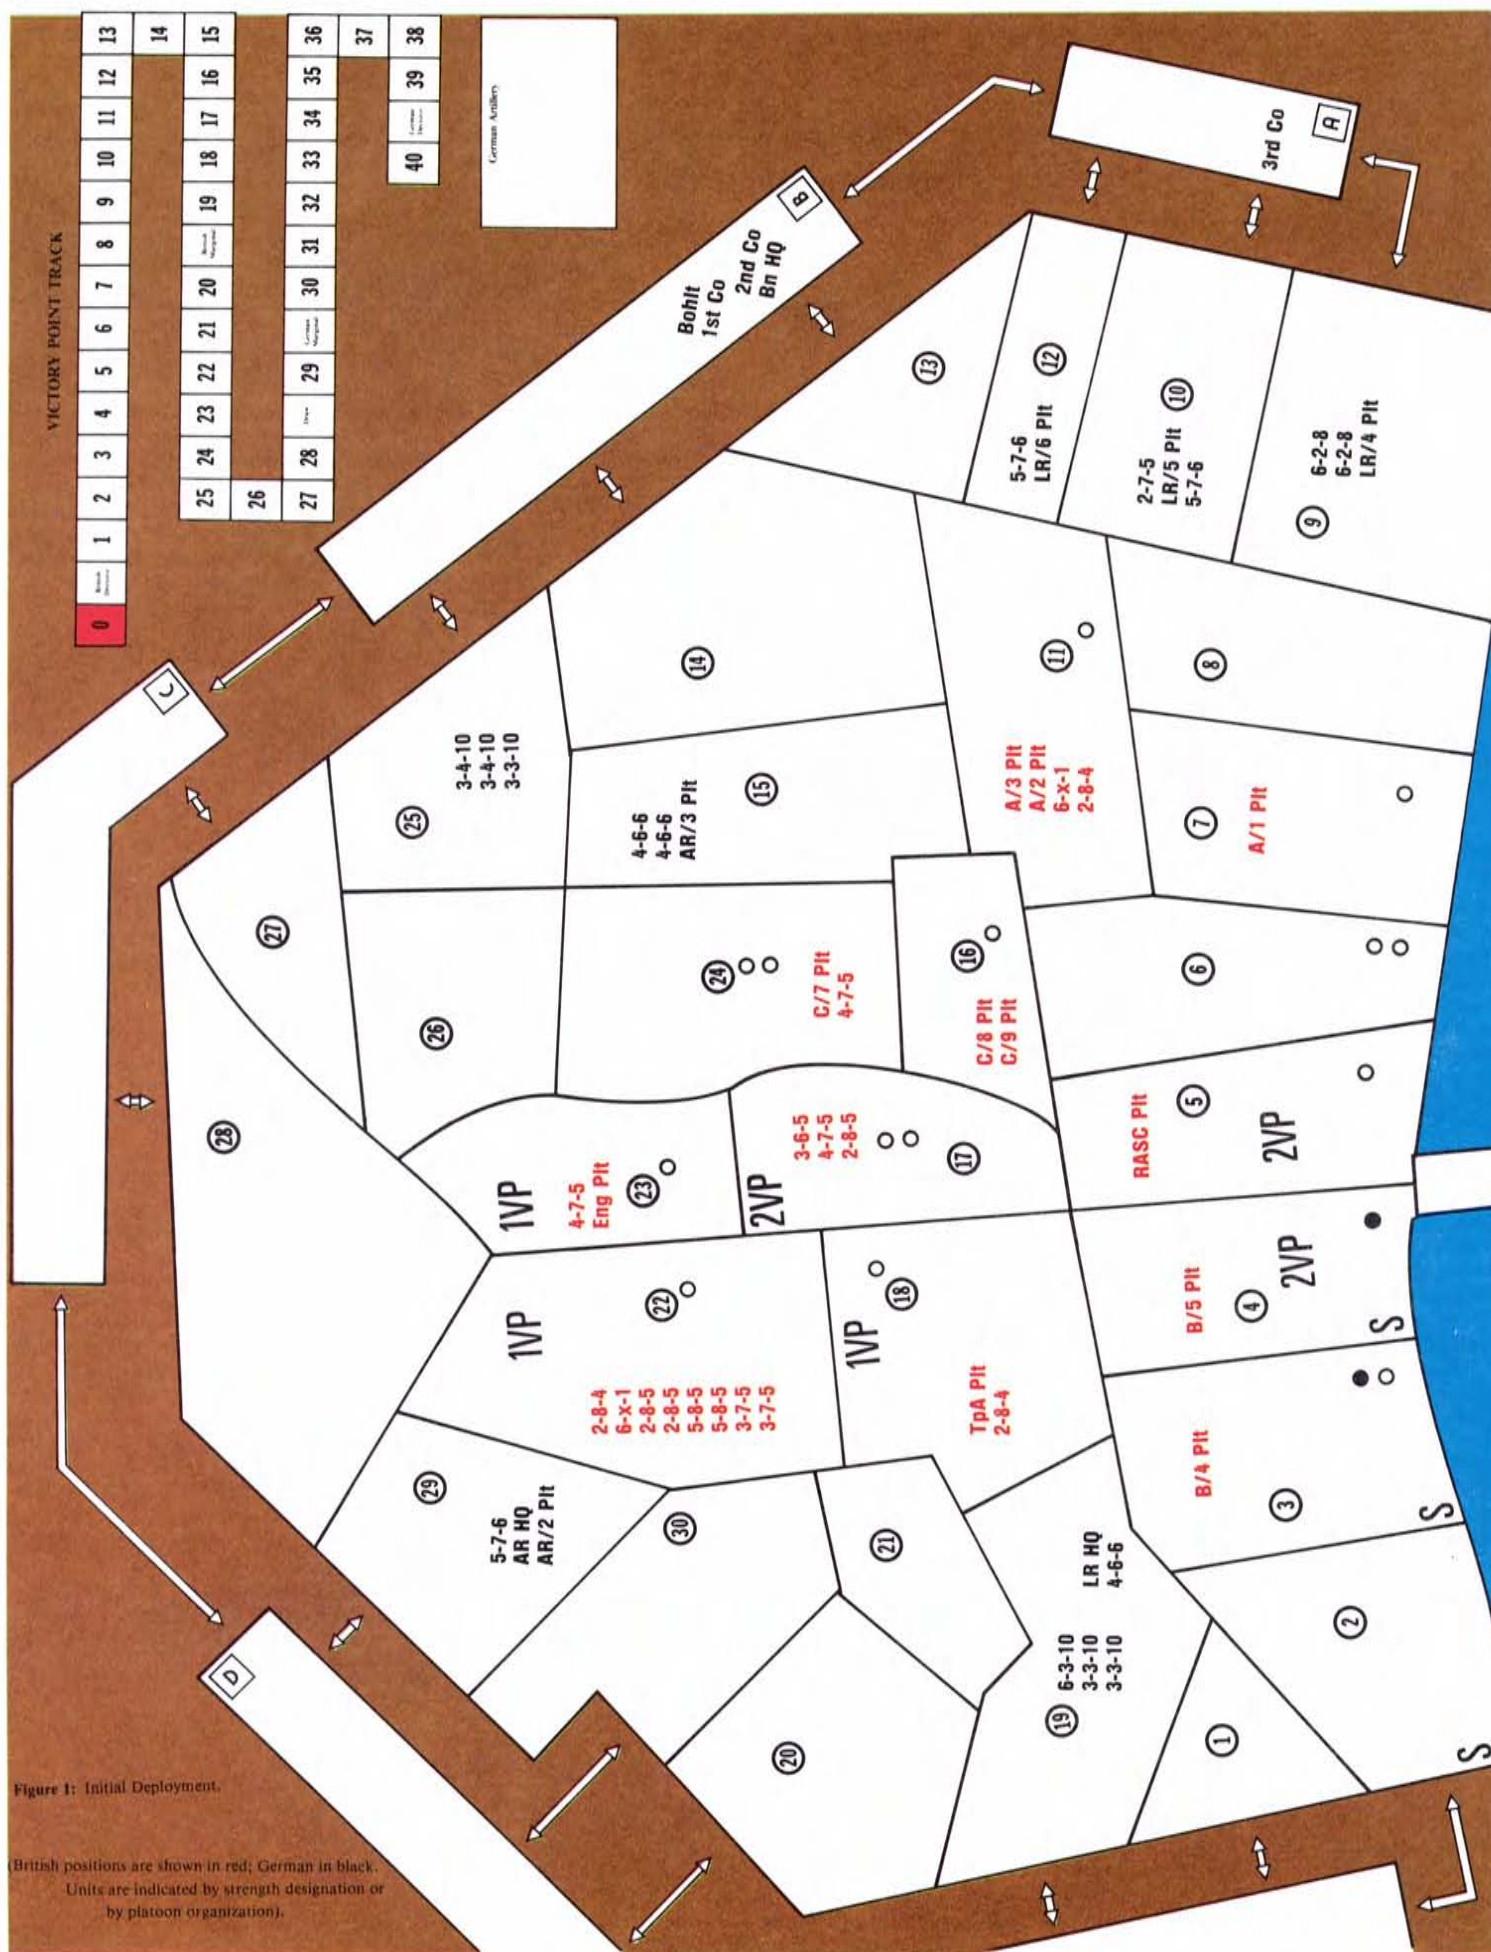 VICTORY POINT TRACK
0
British Decisive
1
2
3
4
5
6
7
8
9
10
11
12
13
14
15
16
17
18
19
British Marginal
20
21
22
23
24
25
26
27
28
Draw
29
German Marginal
30
31
32
33
34
35
36
37
38
39
German Decisive
40
German Artillery
A
3rd Co
B
Bohlt
1st Co
2nd Co
Bn HQ
C
D
13
12
5-7-6
LR/6 Plt
10
2-7-5
LR/5 Plt
5-7-6
9
6-2-8
6-2-8
LR/4 Plt
14
25
3-4-10
3-4-10
3-3-10
15
4-6-6
4-6-6
AR/3 Plt
11
A/3 Plt
A/2 Plt
6-x-1
2-8-4
8
7
A/1 Plt
27
26
24
C/7 Plt
4-7-5
16
C/8 Plt
C/9 Plt
6
28
23
1VP
4-7-5
Eng Plt
17
2VP
3-6-5
4-7-5
2-8-5
5
RASC Plt
2VP
22
1VP
2-8-4
6-x-1
2-8-5
2-8-5
5-8-5
5-8-5
3-7-5
3-7-5
18
1VP
TpA Plt
2-8-4
4
B/5 Plt
2VP
S
29
5-7-6
AR HQ
AR/2 Plt
30
21
3
B/4 Plt
S
20
19
6-3-10
3-3-10
3-3-10
LR HQ
4-6-6
1
2
S
Figure 1: Initial Deployment.
(British positions are shown in red; German in black.
Units are indicated by strength designation or
by platoon organization).